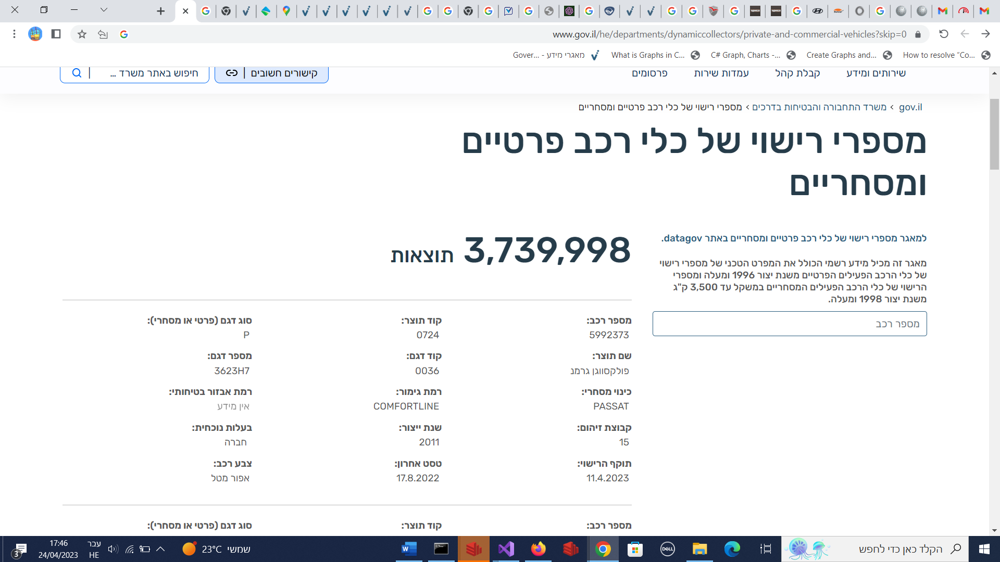 www.gov.il/he/departments/dynamiccollectors/private-and-commercial-vehicles?skip=0
How to resolve “Co...
Create Graphs and...
C# Graph, Charts -...
What is Graphs in C...
מאגרי מידע - Gover...
שירותים ומידע
קבלת קהל
עמדות שירות
פרסומים
קישורים חשובים
חיפוש באתר משרד ...
gov.il > משרד התחבורה והבטיחות בדרכים > מספרי רישוי של כלי רכב פרטיים ומסחריים
מספרי רישוי של כלי רכב פרטיים
ומסחריים
למאגר מספרי רישוי של כלי רכב פרטיים ומסחריים באתר datagov.
מאגר זה מכיל מידע רשמי הכולל את המפרט הטכני של מספרי רישוי
של כלי הרכב הפעילים הפרטיים משנת יצור 1996 ומעלה ומספרי
הרישוי של כלי הרכב הפעילים המסחריים במשקל עד 3,500 ק"ג
משנת יצור 1998 ומעלה.
מספר רכב
3,739,998 תוצאות
מספר רכב:
5992373
קוד תוצר:
0724
סוג דגם (פרטי או מסחרי):
P
שם תוצר:
פולקסווגן גרמנ
קוד דגם:
0036
מספר דגם:
3623H7
כינוי מסחרי:
PASSAT
רמת גימור:
COMFORTLINE
רמת אבזור בטיחותי:
אין מידע
קבוצת זיהום:
15
שנת ייצור:
2011
בעלות נוכחית:
חברה
תוקף הרישוי:
11.4.2023
טסט אחרון:
17.8.2022
צבע רכב:
אפור מטל
מספר רכב:
קוד תוצר:
סוג דגם (פרטי או מסחרי):
הקלד כאן כדי לחפש
DELL
23°C שמשי
עבר
HE
17:46
24/04/2023
3